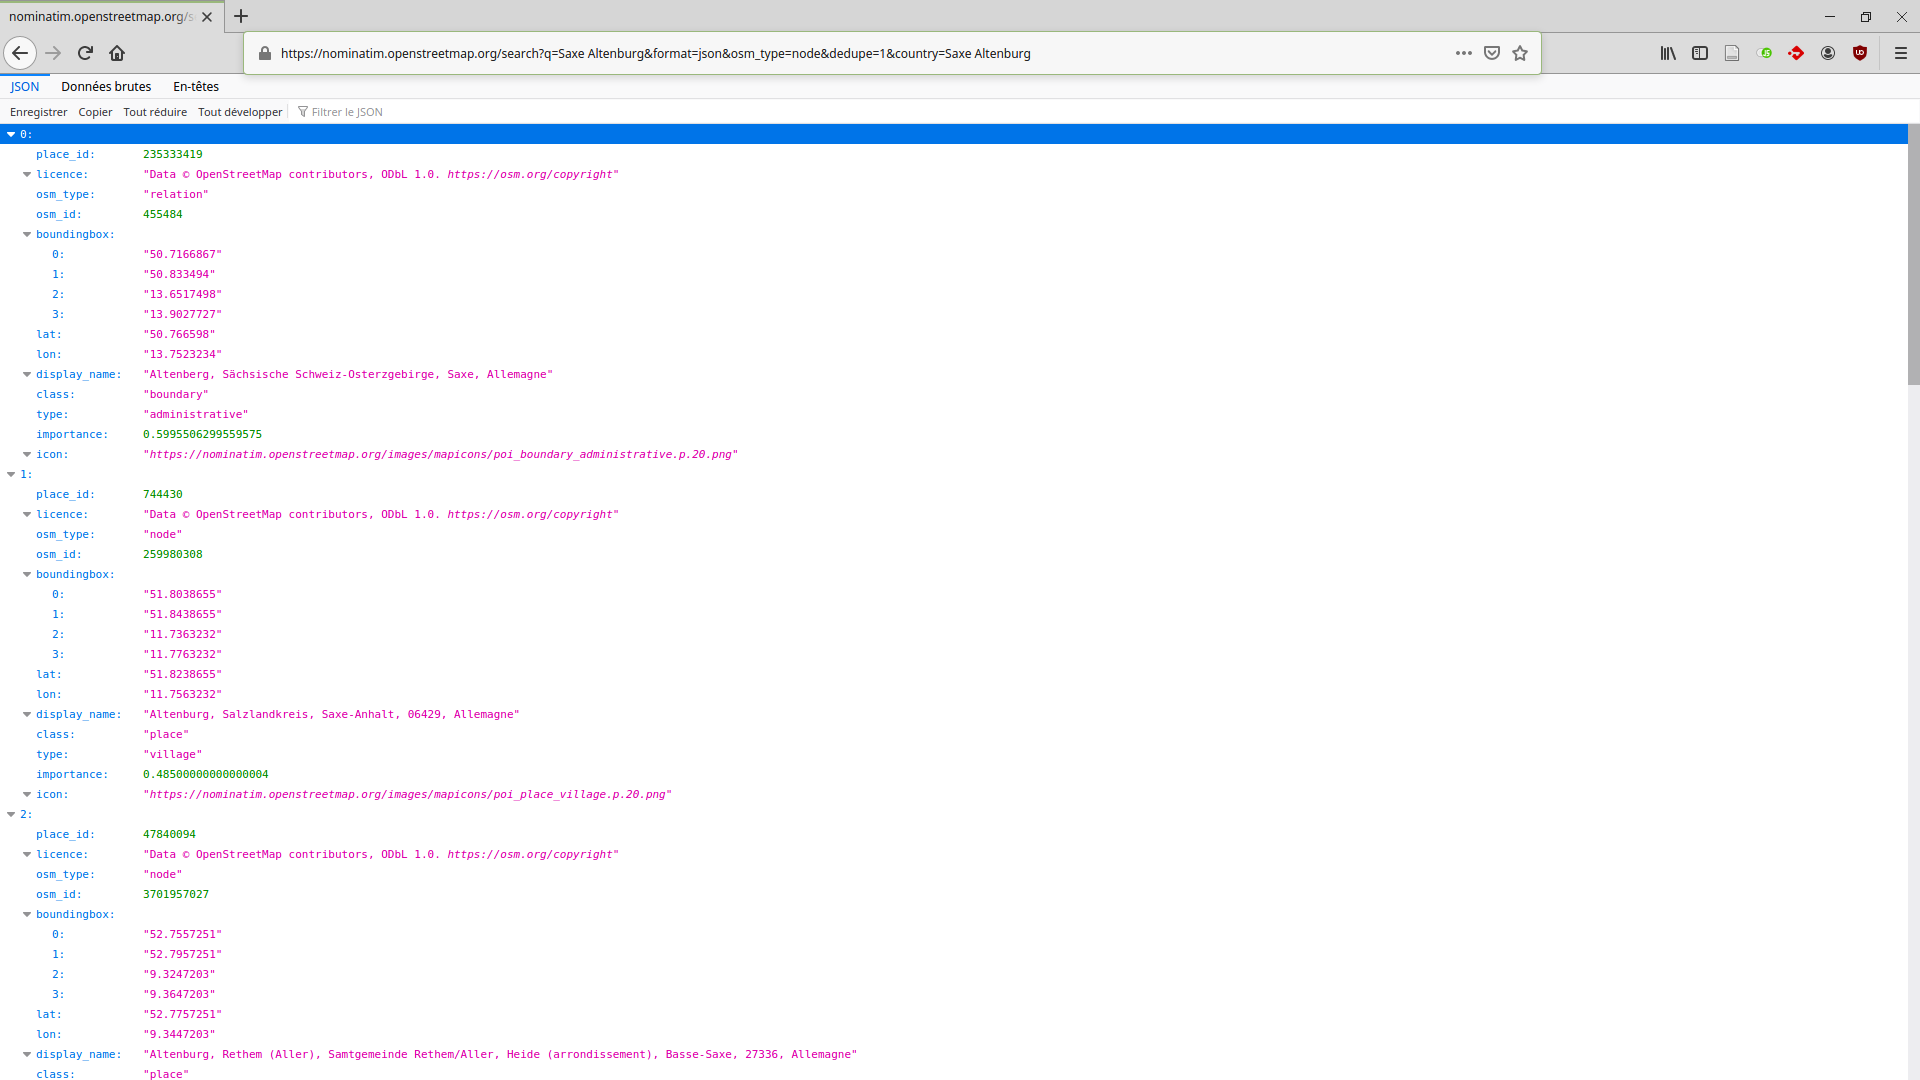 nominatim.openstreetmap.org/s
https://nominatim.openstreetmap.org/search?q=Saxe Altenburg&format=json&osm_type=node&dedupe=1&country=Saxe Altenburg
JSON Données brutes En-têtes
Enregistrer Copier Tout réduire Tout développer Filtrer le JSON
0:
place_id: 235333419
licence: "Data © OpenStreetMap contributors, ODbL 1.0. https://osm.org/copyright"
osm_type: "relation"
osm_id: 455484
boundingbox:
0: "50.7166867"
1: "50.833494"
2: "13.6517498"
3: "13.9027727"
lat: "50.766598"
lon: "13.7523234"
display_name: "Altenberg, Sächsische Schweiz-Osterzgebirge, Saxe, Allemagne"
class: "boundary"
type: "administrative"
importance: 0.5995506299559575
icon: "https://nominatim.openstreetmap.org/images/mapicons/poi_boundary_administrative.p.20.png"
1:
place_id: 744430
licence: "Data © OpenStreetMap contributors, ODbL 1.0. https://osm.org/copyright"
osm_type: "node"
osm_id: 259980308
boundingbox:
0: "51.8038655"
1: "51.8438655"
2: "11.7363232"
3: "11.7763232"
lat: "51.8238655"
lon: "11.7563232"
display_name: "Altenburg, Salzlandkreis, Saxe-Anhalt, 06429, Allemagne"
class: "place"
type: "village"
importance: 0.48500000000000004
icon: "https://nominatim.openstreetmap.org/images/mapicons/poi_place_village.p.20.png"
2:
place_id: 47840094
licence: "Data © OpenStreetMap contributors, ODbL 1.0. https://osm.org/copyright"
osm_type: "node"
osm_id: 3701957027
boundingbox:
0: "52.7557251"
1: "52.7957251"
2: "9.3247203"
3: "9.3647203"
lat: "52.7757251"
lon: "9.3447203"
display_name: "Altenburg, Rethem (Aller), Samtgemeinde Rethem/Aller, Heide (arrondissement), Basse-Saxe, 27336, Allemagne"
class: "place"